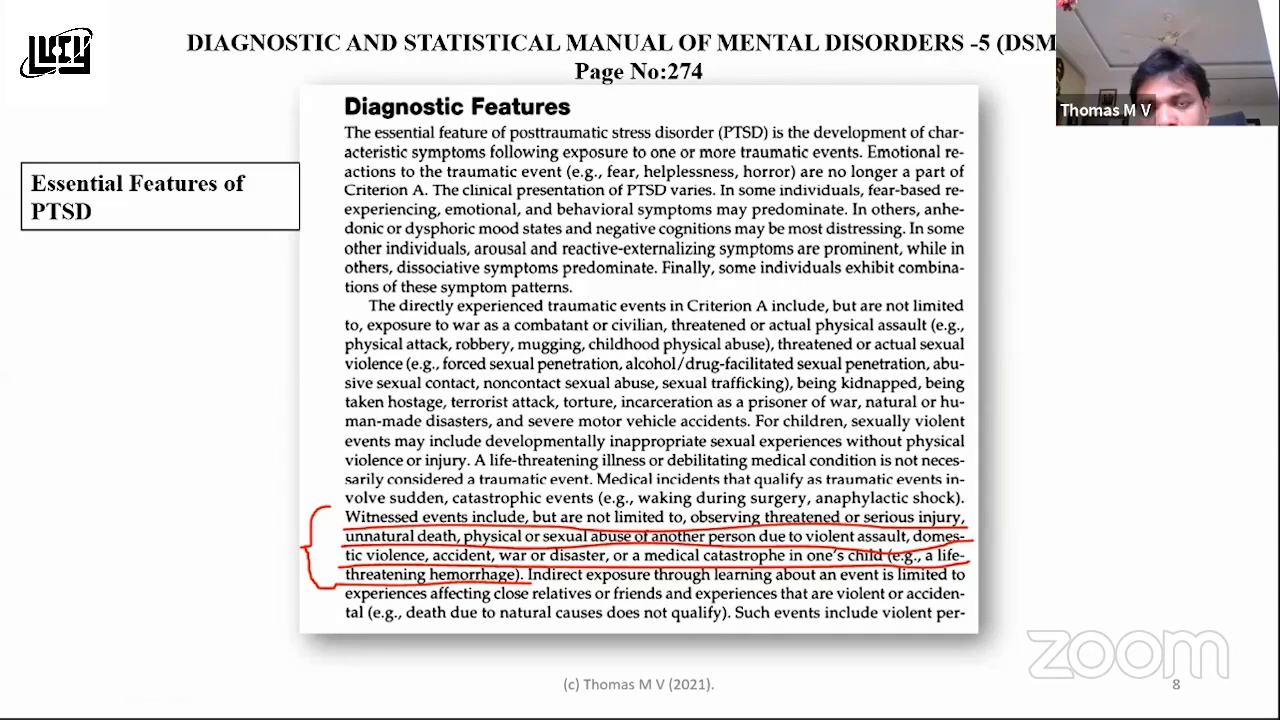 DIAGNOSTIC AND STATISTICAL MANUAL OF MENTAL DISORDERS -5 (DSM
Page No:274
Thomas M V
Essential Features of
PTSD
Diagnostic Features
The essential feature of posttraumatic stress disorder (PTSD) is the development of char-
acteristic symptoms following exposure to one or more traumatic events. Emotional re-
actions to the traumatic event (e.g., fear, helplessness, horror) are no longer a part of
Criterion A. The clinical presentation of PTSD varies. In some individuals, fear-based re-
experiencing, emotional, and behavioral symptoms may predominate. In others, anhe-
donic or dysphoric mood states and negative cognitions may be most distressing. In some
other individuals, arousal and reactive-externalizing symptoms are prominent, while in
others, dissociative symptoms predominate. Finally, some individuals exhibit combina-
tions of these symptom patterns.
The directly experienced traumatic events in Criterion A include, but are not limited
to, exposure to war as a combatant or civilian, threatened or actual physical assault (e.g.,
physical attack, robbery, mugging, childhood physical abuse), threatened or actual sexual
violence (e.g., forced sexual penetration, alcohol/drug-facilitated sexual penetration, abu-
sive sexual contact, noncontact sexual abuse, sexual trafficking), being kidnapped, being
taken hostage, terrorist attack, torture, incarceration as a prisoner of war, natural or hu-
man-made disasters, and severe motor vehicle accidents. For children, sexually violent
events may include developmentally inappropriate sexual experiences without physical
violence or injury. A life-threatening illness or debilitating medical condition is not neces-
sarily considered a traumatic event. Medical incidents that qualify as traumatic events in-
volve sudden, catastrophic events (e.g., waking during surgery, anaphylactic shock).
Witnessed events include, but are not limited to, observing threatened or serious injury,
unnatural death, physical or sexual abuse of another person due to violent assault, domes-
tic violence, accident, war or disaster, or a medical catastrophe in one's child (e.g., a life-
threatening hemorrhage). Indirect exposure through learning about an event is limited to
experiences affecting close relatives or friends and experiences that are violent or acciden-
tal (e.g., death due to natural causes does not qualify). Such events include violent per-
zoom
(c) Thomas M V (2021).
8